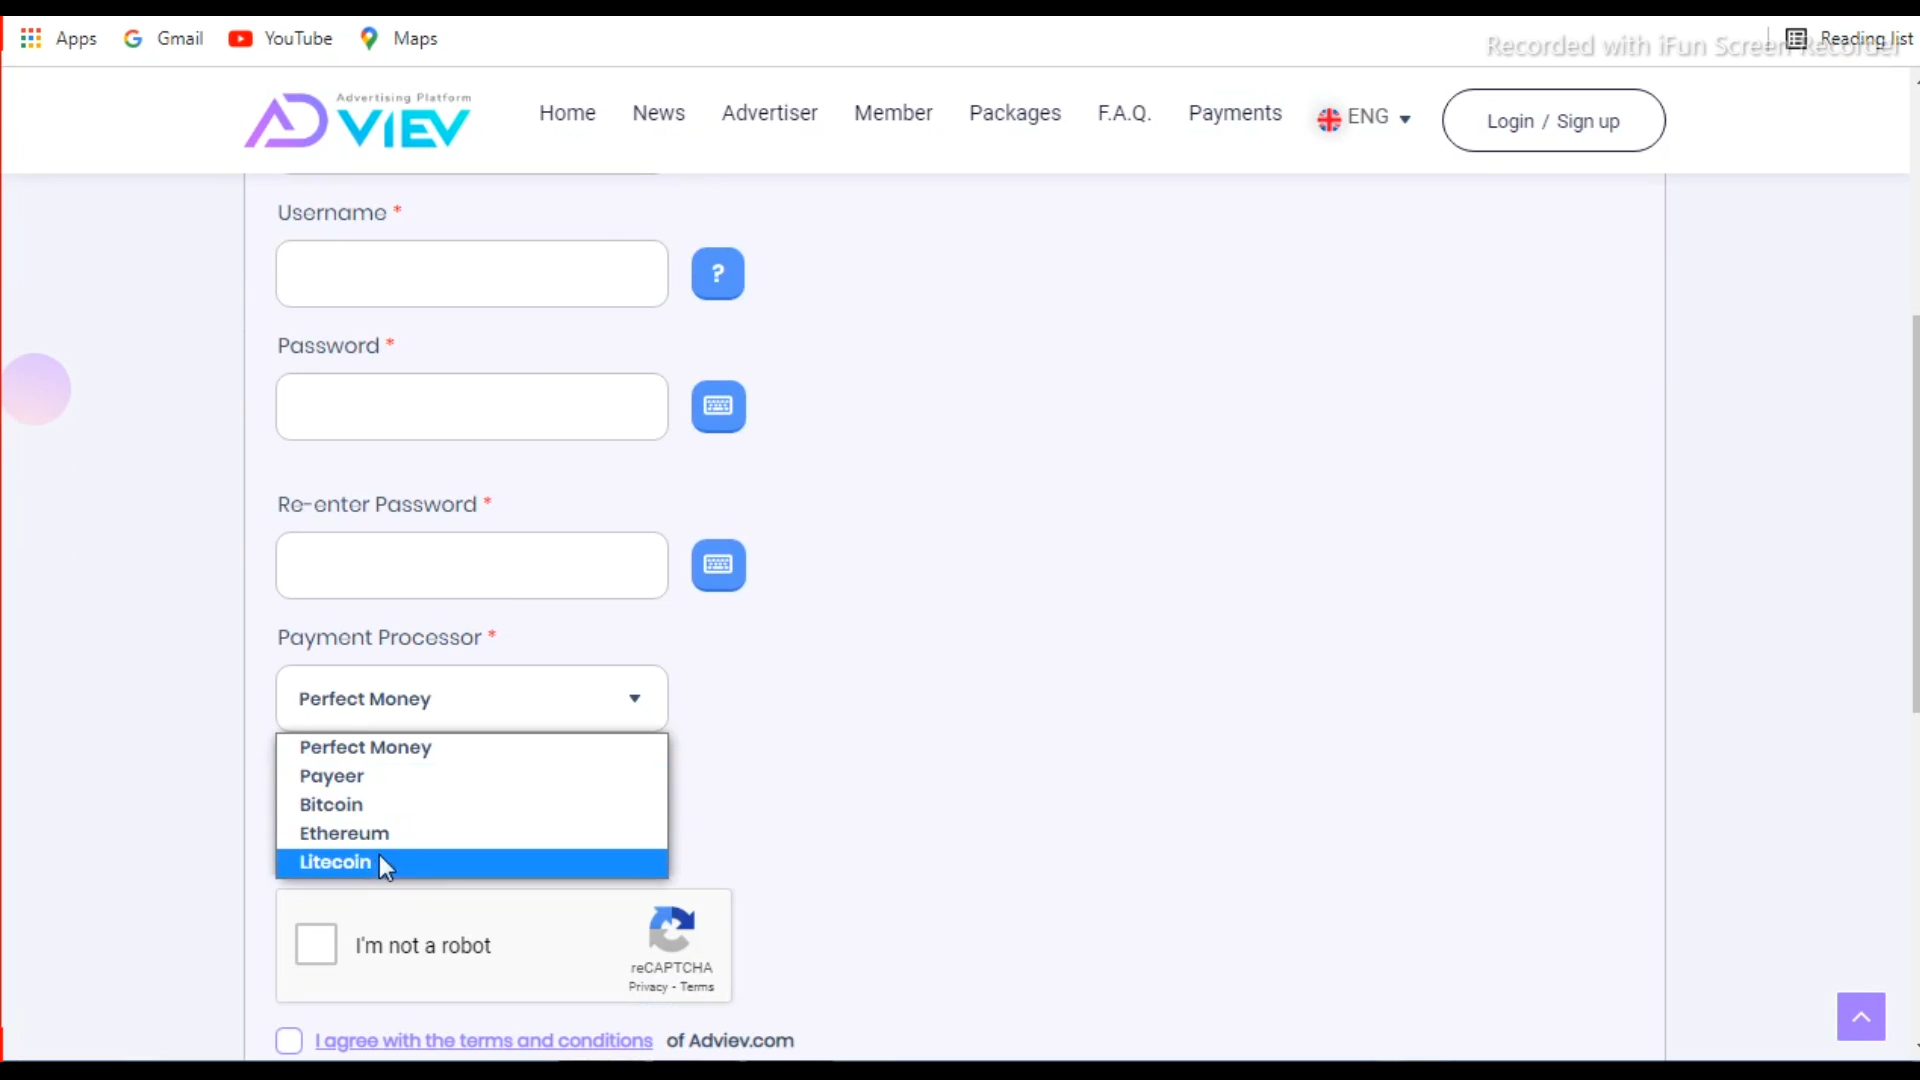 Apps Gmail YouTube Maps Reading list
Recorded with iFun Screen Recorder
Advertising Platform
AD VIEV
Home News Advertiser Member Packages F.A.Q. Payments ENG Login / Sign up
Username *
?
Password *
Re-enter Password *
Payment Processor *
Perfect Money
Perfect Money
Payeer
Bitcoin
Ethereum
Litecoin
I'm not a robot
reCAPTCHA
Privacy - Terms
I agree with the terms and conditions of Adviev.com